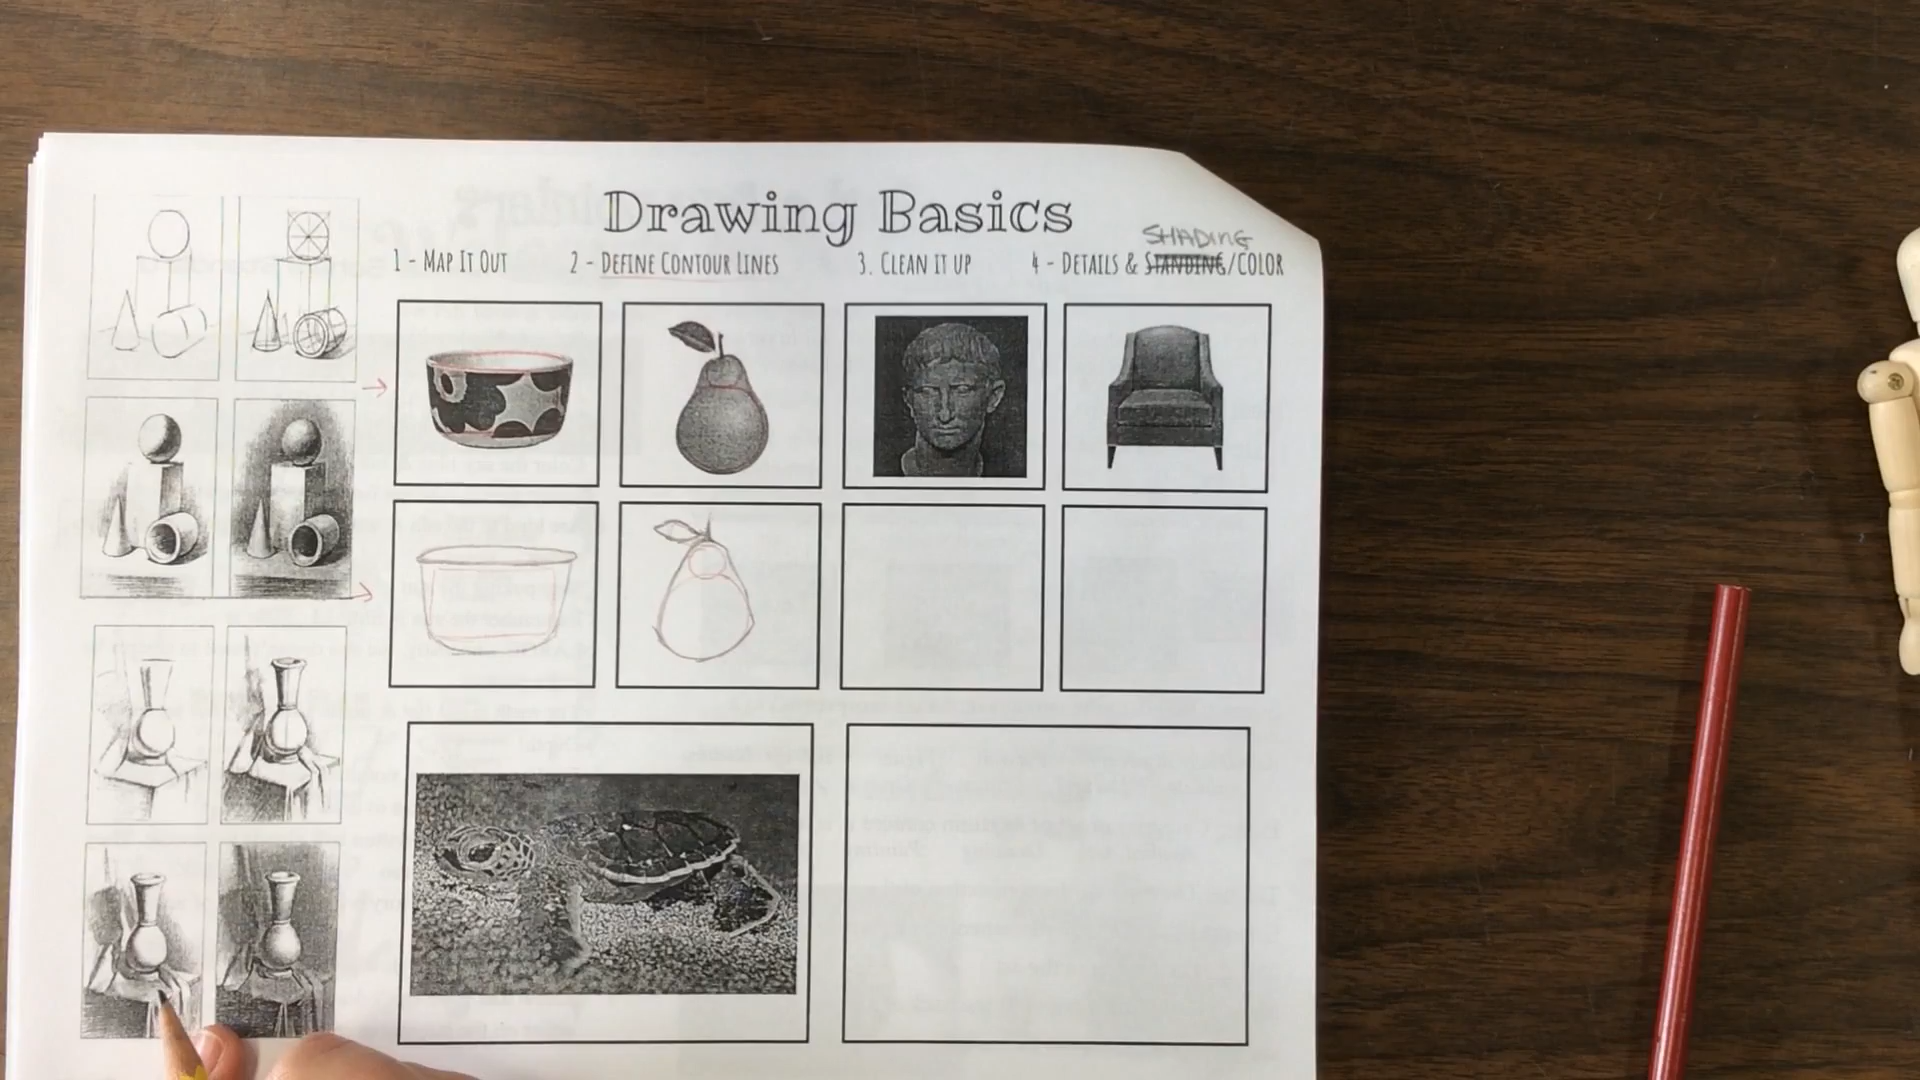 Drawing Basics
SHADING
1 - MAP IT OUT 2 - DEFINE CONTOUR LINES 3. CLEAN IT UP 4 - DETAILS & STANDING/COLOR